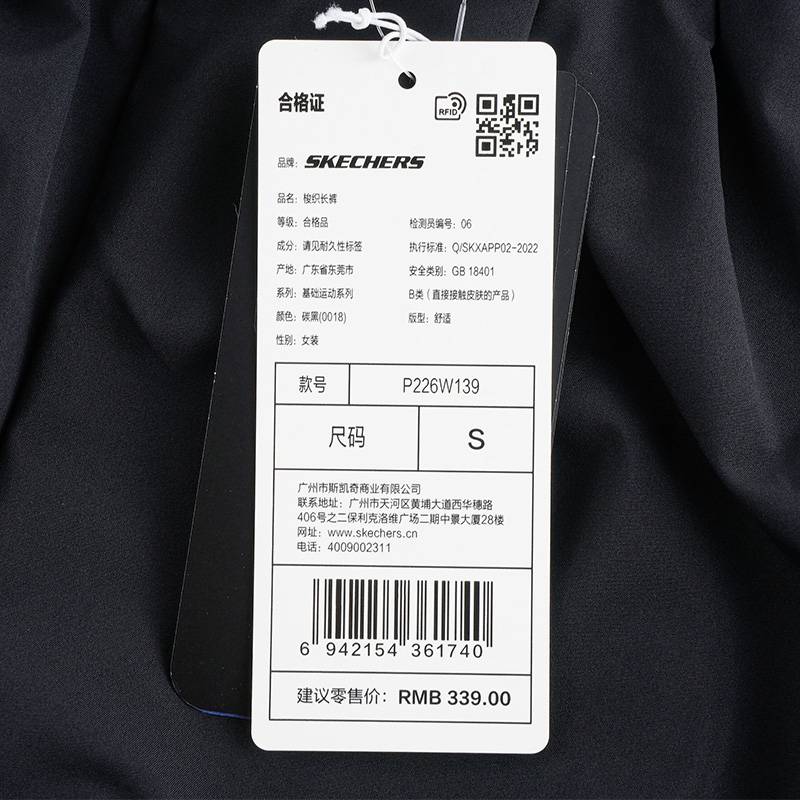 合格证
RFID
品牌: SKECHERS
品名: 梭织长裤
等级: 合格品 检测员编号: 06
成分: 请见耐久性标签 执行标准: Q/SKXAPP02-2022
产地: 广东省东莞市 安全类别: GB 18401
系列: 基础运动系列 B类（直接接触皮肤的产品）
颜色: 碳黑(0018) 版型: 舒适
性别: 女装
款号 P226W139
尺码 S
广州市斯凯奇商业有限公司
联系地址: 广州市天河区黄埔大道西华穗路
406号之二保利克洛维广场二期中景大厦28楼
网址: www.skechers.cn
电话: 4009002311
6 942154 361740
建议零售价: RMB 339.00